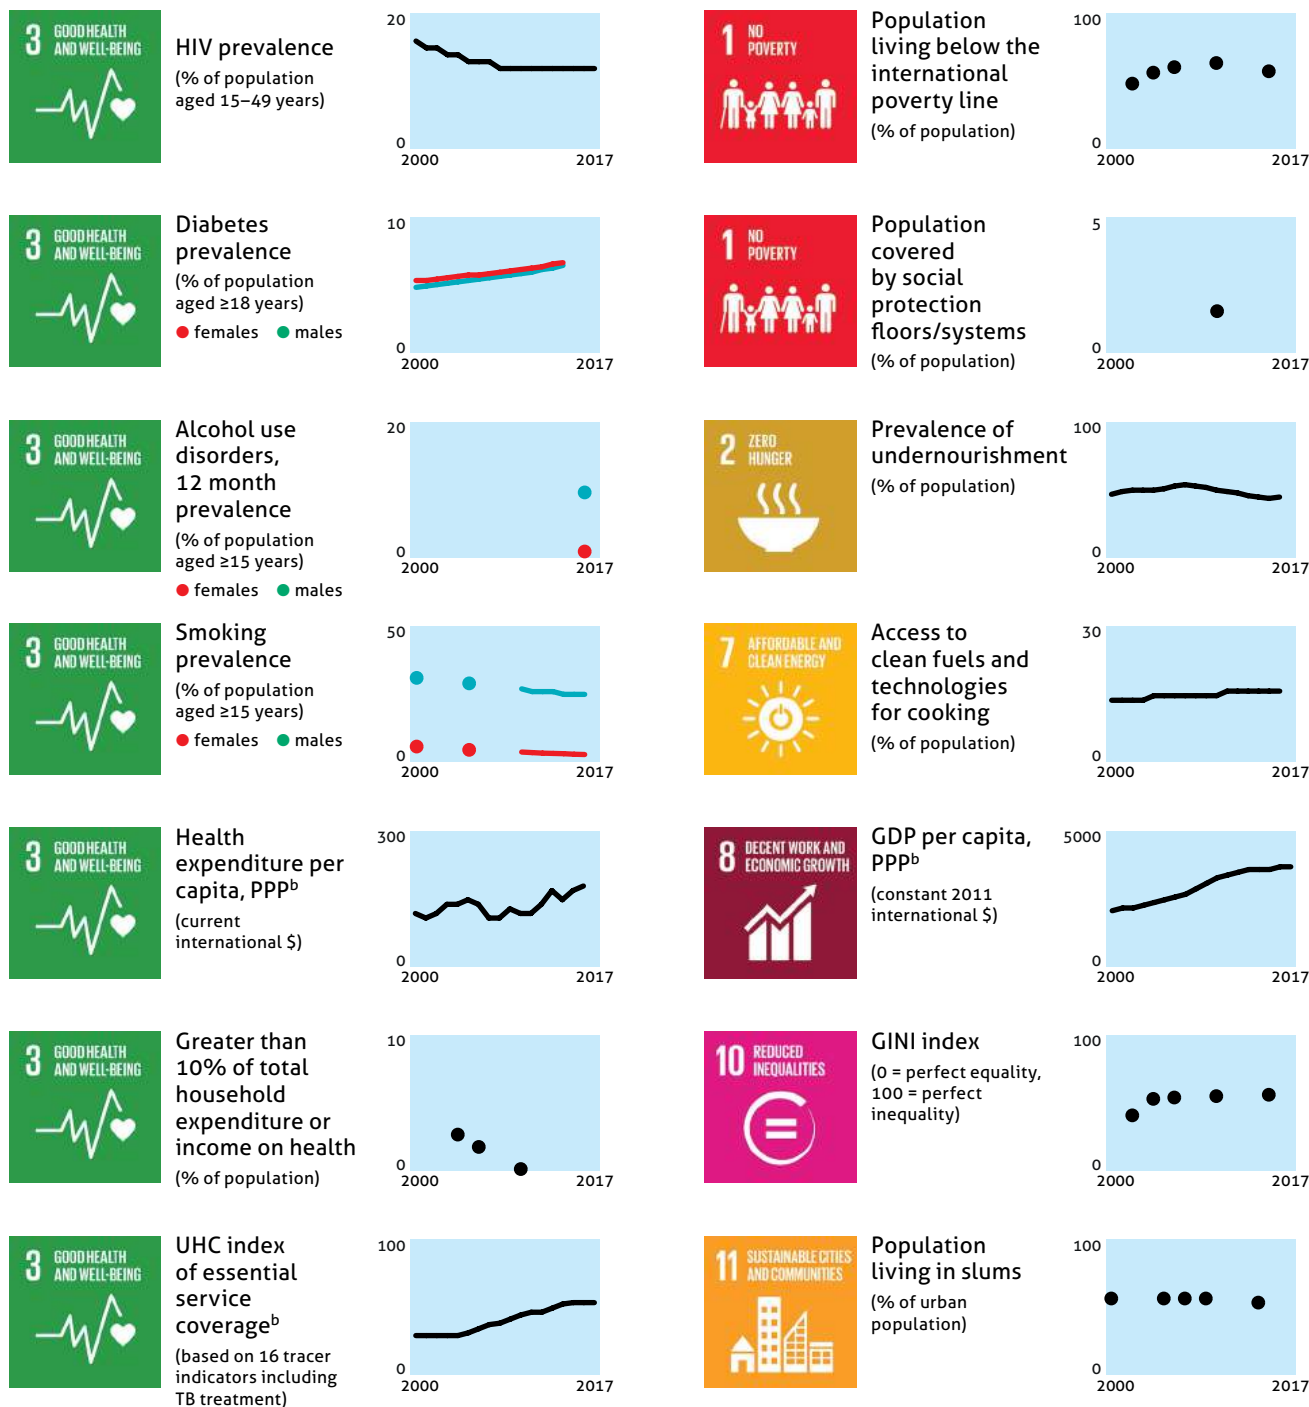 3 GOOD HEALTH
AND WELL-BEING
HIV prevalence
(% of population
aged 15–49 years)
20
0
2000 2017
3 GOOD HEALTH
AND WELL-BEING
Diabetes
prevalence
(% of population
aged ≥18 years)
females males
10
0
2000 2017
3 GOOD HEALTH
AND WELL-BEING
Alcohol use
disorders,
12 month
prevalence
(% of population
aged ≥15 years)
females males
20
0
2000 2017
3 GOOD HEALTH
AND WELL-BEING
Smoking
prevalence
(% of population
aged ≥15 years)
females males
50
0
2000 2017
3 GOOD HEALTH
AND WELL-BEING
Health
expenditure per
capita, PPPᵇ
(current
international $)
300
0
2000 2017
3 GOOD HEALTH
AND WELL-BEING
Greater than
10% of total
household
expenditure or
income on health
(% of population)
10
0
2000 2017
3 GOOD HEALTH
AND WELL-BEING
UHC index
of essential
service
coverageᵇ
(based on 16 tracer
indicators including
TB treatment)
100
0
2000 2017
1 NO
POVERTY
Population
living below the
international
poverty line
(% of population)
100
0
2000 2017
1 NO
POVERTY
Population
covered
by social
protection
floors/systems
(% of population)
5
0
2000 2017
2 ZERO
HUNGER
Prevalence of
undernourishment
(% of population)
100
0
2000 2017
7 AFFORDABLE AND
CLEAN ENERGY
Access to
clean fuels and
technologies
for cooking
(% of population)
30
0
2000 2017
8 DECENT WORK AND
ECONOMIC GROWTH
GDP per capita,
PPPᵇ
(constant 2011
international $)
5000
0
2000 2017
10 REDUCED
INEQUALITIES
GINI index
(0 = perfect equality,
100 = perfect
inequality)
100
0
2000 2017
11 SUSTAINABLE CITIES
AND COMMUNITIES
Population
living in slums
(% of urban
population)
100
0
2000 2017